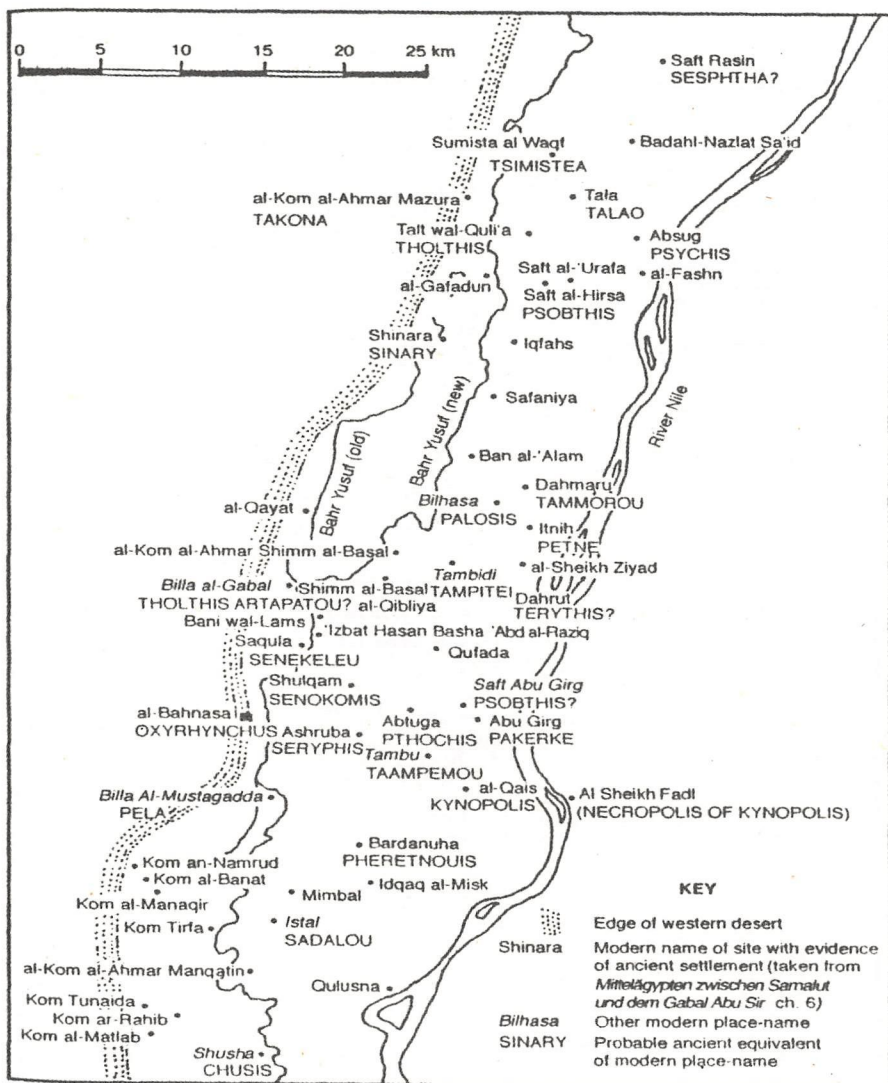 0 5 10 15 20 25 km
Saft Rasin
SESPHTHA?
Sumista al Waqf
TSIMISTEA
Badahl-Nazlat Sa'id
al-Kom al-Ahmar Mazura
TAKONA
Tala
TALAO
Talt wal-Quli'a
THOLTHIS
Absug
PSYCHIS
al-Gafadun
Saft al-'Urafa
al-Fashn
Saft al-Hirsa
PSOBTHIS
Shinara
SINARY
Iqfahs
Safaniya
River Nile
Bahr Yusuf (old)
Bahr Yusuf (new)
Ban al-'Alam
Dahmaru
TAMMOROU
al-Qayat
Bilhasa
PALOSIS
Itnih
PETNE
al-Kom al-Ahmar Shimm al-Basal
Tambidi
TAMPITEI
al-Sheikh Ziyad
Billa al-Gabal
THOLTHIS ARTAPATOU?
Shimm al-Basal
al-Qibliya
Dahrut
TERYTHIS?
Bani wal-Lams
'Izbat Hasan Basha 'Abd al-Raziq
Saqula
SENEKELEU
Qufada
Shulqam
SENOKOMIS
Saft Abu Girg
PSOBTHIS?
al-Bahnasa
OXYRHYNCHUS
Ashruba
SERYPHIS
Abtuga
PTHOCHIS
Abu Girg
PAKERKE
Tambu
TAAMPEMOU
Billa Al-Mustagadda
PELA
al-Qais
KYNOPOLIS
Al Sheikh Fadl
(NECROPOLIS OF KYNOPOLIS)
Bardanuha
PHERETNOUIS
Kom an-Namrud
Kom al-Banat
Kom al-Manaqir
Mimbal
Idqaq al-Misk
Kom Tirfa
Istal
SADALOU
al-Kom al-Ahmar Manqatin
Qulusna
Kom Tunaida
Kom ar-Rahib
Kom al-Matlab
Shusha
CHUSIS
KEY
Edge of western desert
Shinara Modern name of site with evidence
of ancient settlement (taken from
Mittelägypten zwischen Samalut
und dem Gabal Abu Sir ch. 6)
Bilhasa Other modern place-name
SINARY Probable ancient equivalent
of modern place-name